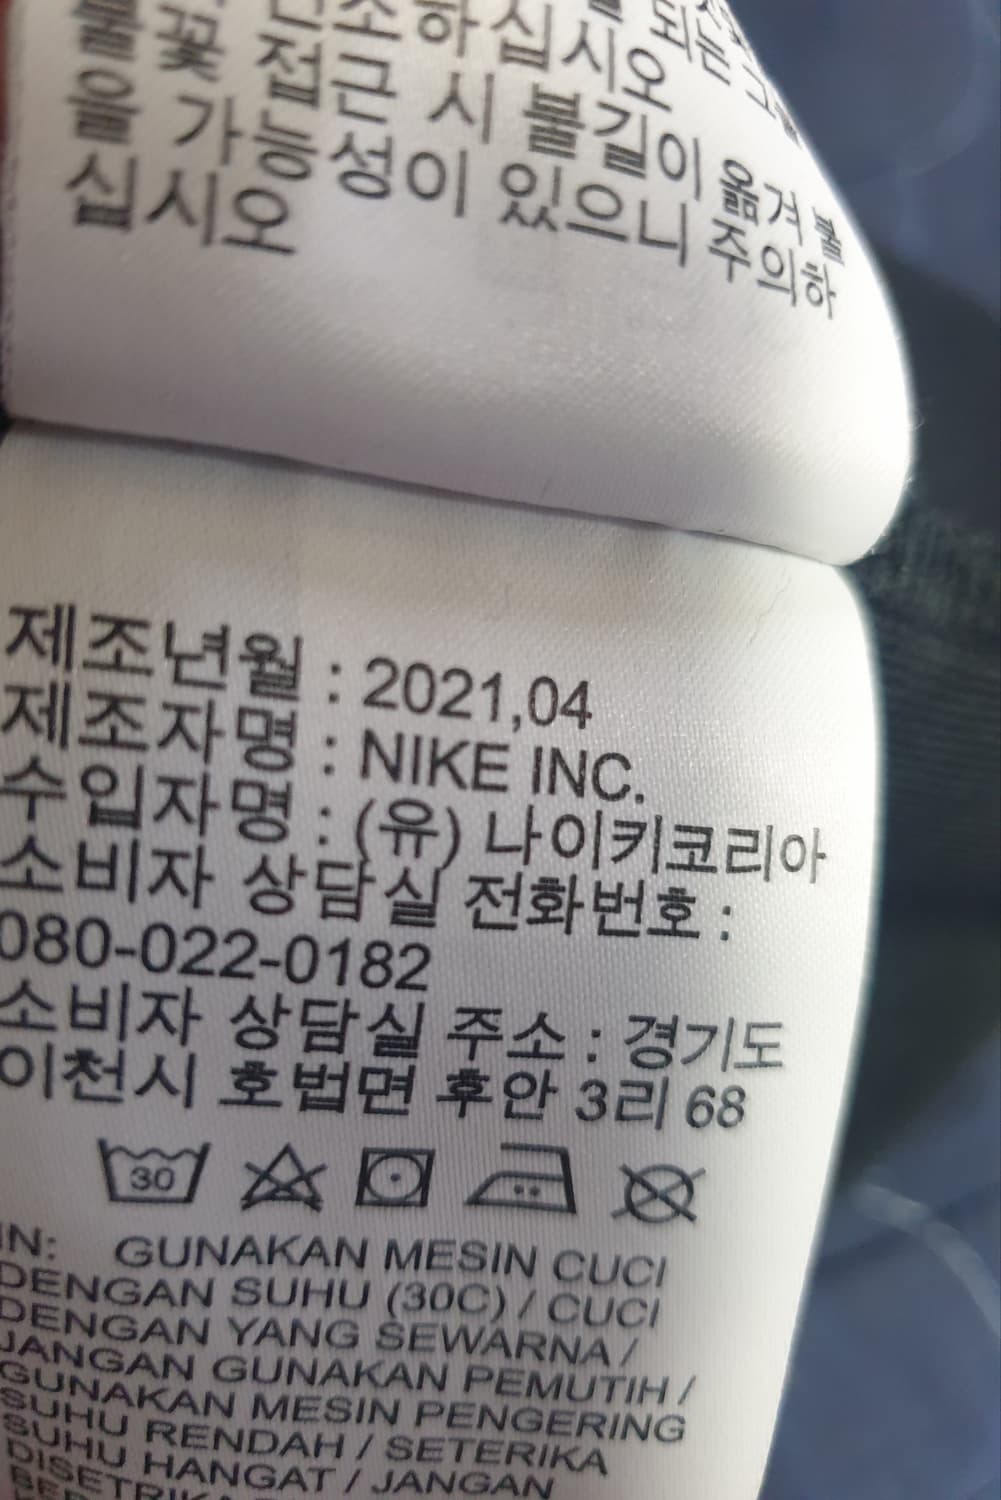 하십시오 되는
불꽃 접근 시 불길이 옮겨 붙
을 가능성이 있으니 주의하
십시오
제조년월 : 2021,04
제조자명 : NIKE INC.
수입자명 : (유) 나이키코리아
소비자 상담실 전화번호 :
080-022-0182
소비자 상담실 주소 : 경기도
이천시 호법면 후안 3리 68
30
IN: GUNAKAN MESIN CUCI
DENGAN SUHU (30C) / CUCI
DENGAN YANG SEWARNA /
JANGAN GUNAKAN PEMUTIH /
GUNAKAN MESIN PENGERING
SUHU RENDAH / SETERIKA
SUHU HANGAT / JANGAN